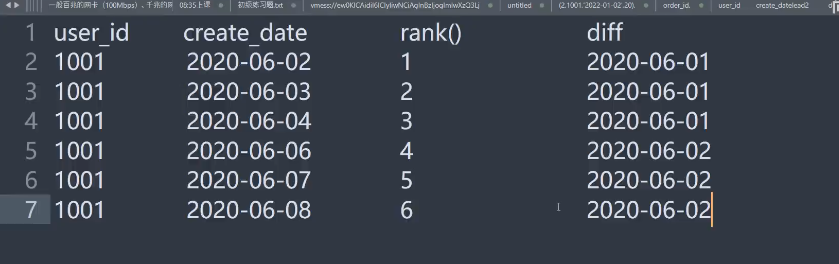 一般百兆的网卡（100Mbps），千兆的网 08:35上课 初级练习题.txt untitled (2,1001,'2022-01-02',20). order_id. user_id create_datelead2
1 user_id create_date rank() diff
2 1001 2020-06-02 1 2020-06-01
3 1001 2020-06-03 2 2020-06-01
4 1001 2020-06-04 3 2020-06-01
5 1001 2020-06-06 4 2020-06-02
6 1001 2020-06-07 5 2020-06-02
7 1001 2020-06-08 6 2020-06-02